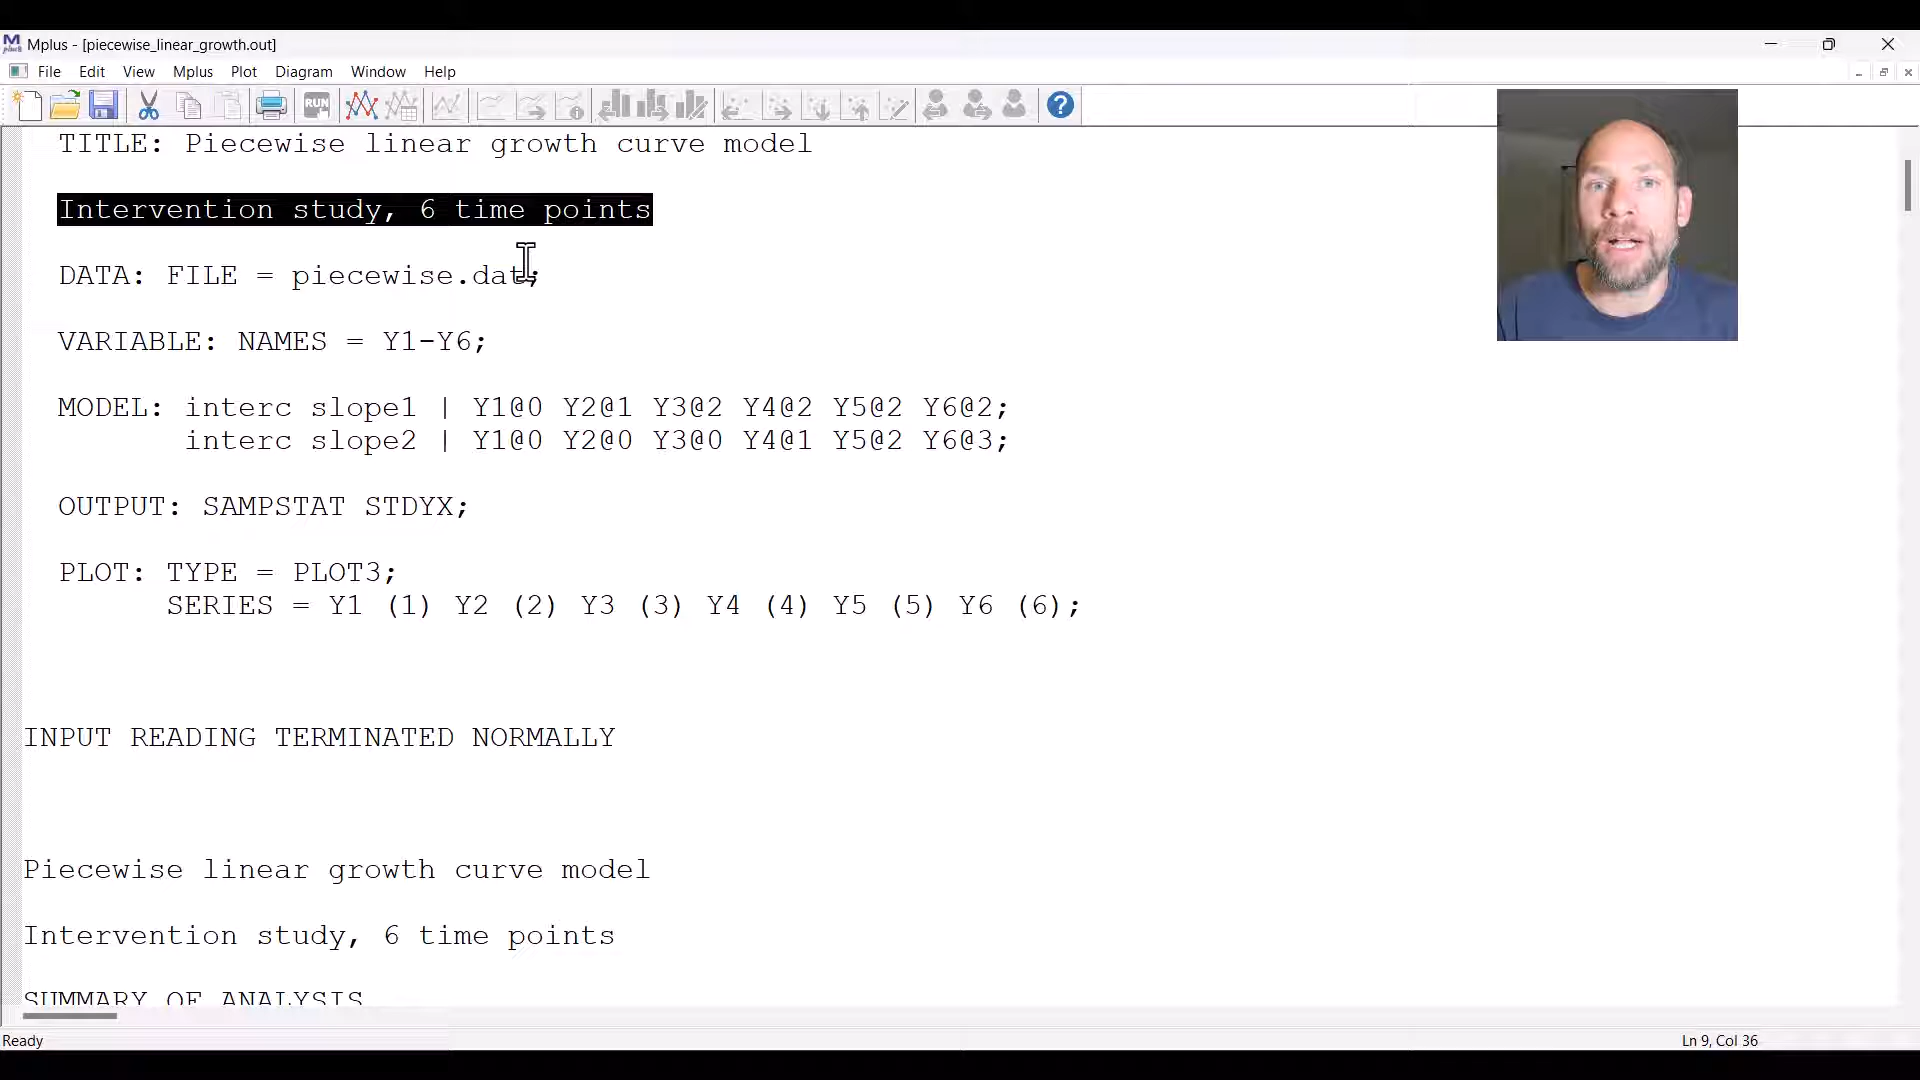 Mplus - [piecewise_linear_growth.out]
File Edit View Mplus Plot Diagram Window Help
RUN
TITLE: Piecewise linear growth curve model
Intervention study, 6 time points
DATA: FILE = piecewise.dat;
VARIABLE: NAMES = Y1-Y6;
MODEL: interc slope1 | Y1@0 Y2@1 Y3@2 Y4@2 Y5@2 Y6@2;
interc slope2 | Y1@0 Y2@0 Y3@0 Y4@1 Y5@2 Y6@3;
OUTPUT: SAMPSTAT STDYX;
PLOT: TYPE = PLOT3;
SERIES = Y1 (1) Y2 (2) Y3 (3) Y4 (4) Y5 (5) Y6 (6);
INPUT READING TERMINATED NORMALLY
Piecewise linear growth curve model
Intervention study, 6 time points
SUMMARY OF ANALYSIS
Ready
Ln 9, Col 36